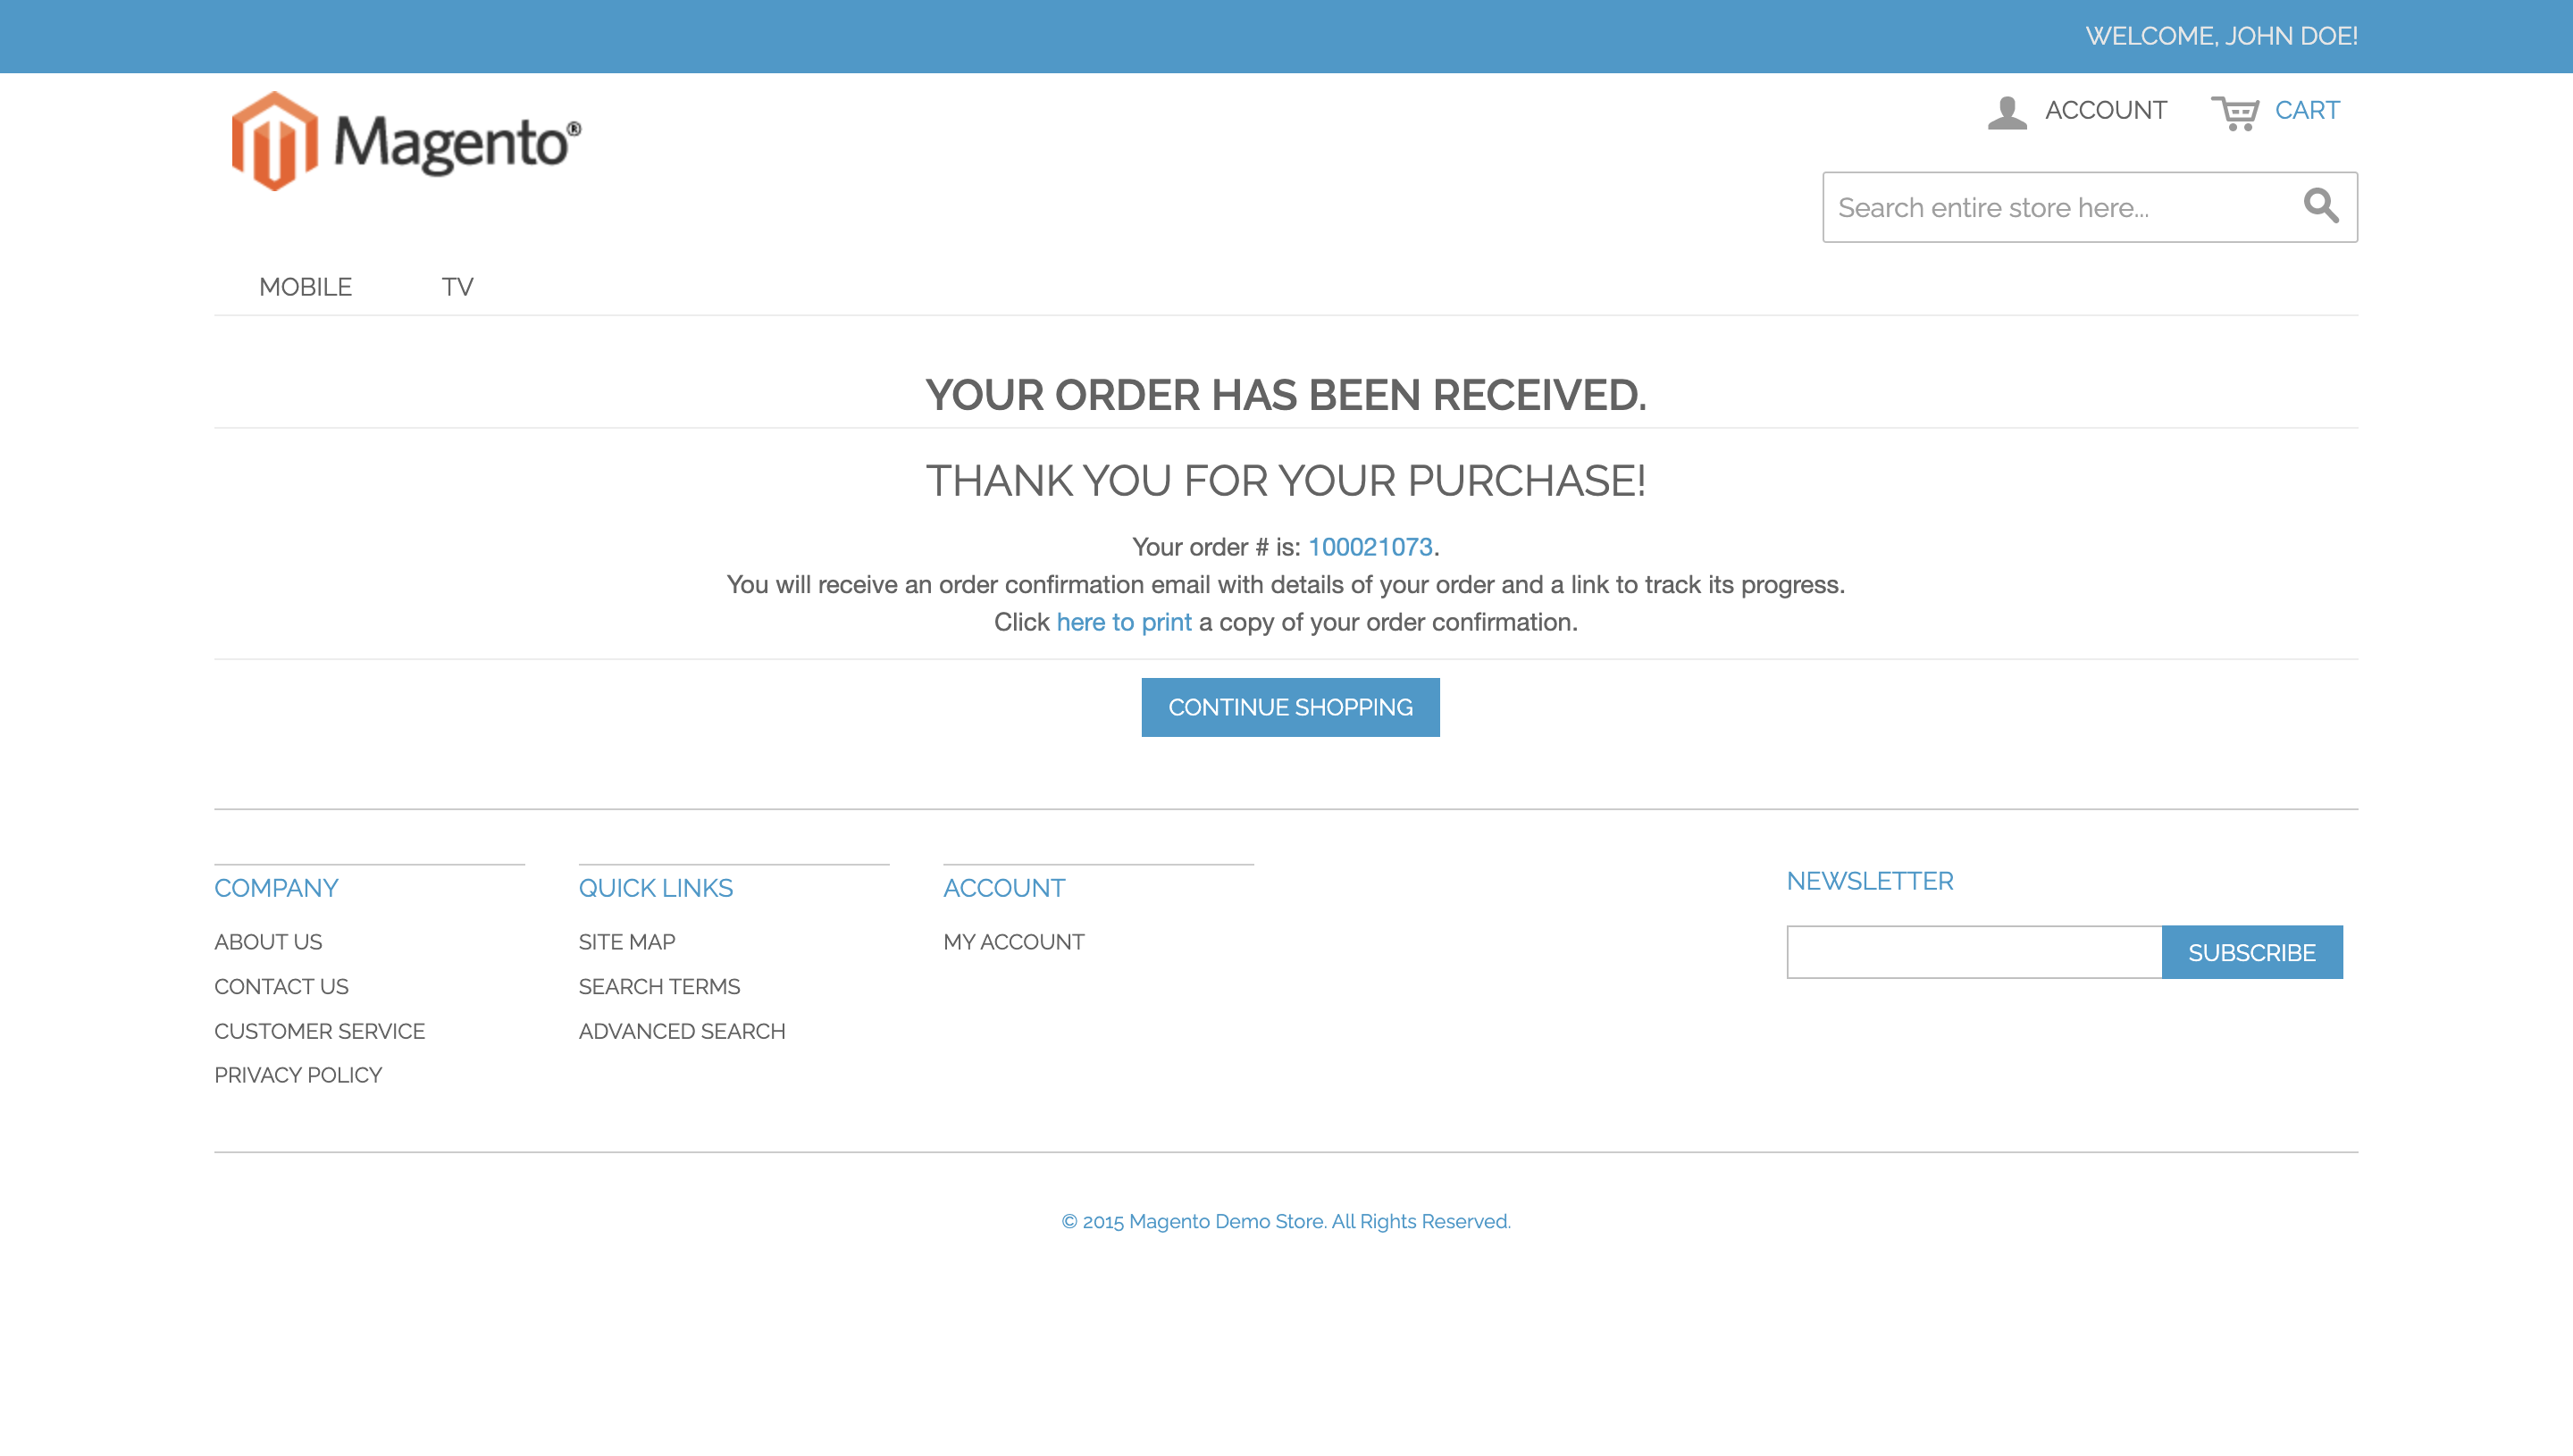 WELCOME, JOHN DOE!
Magento®
ACCOUNT
CART
Search entire store here...
MOBILE
TV
YOUR ORDER HAS BEEN RECEIVED.
THANK YOU FOR YOUR PURCHASE!
Your order # is: 100021073.
You will receive an order confirmation email with details of your order and a link to track its progress.
Click here to print a copy of your order confirmation.
CONTINUE SHOPPING
COMPANY
ABOUT US
CONTACT US
CUSTOMER SERVICE
PRIVACY POLICY
QUICK LINKS
SITE MAP
SEARCH TERMS
ADVANCED SEARCH
ACCOUNT
MY ACCOUNT
NEWSLETTER
SUBSCRIBE
© 2015 Magento Demo Store. All Rights Reserved.